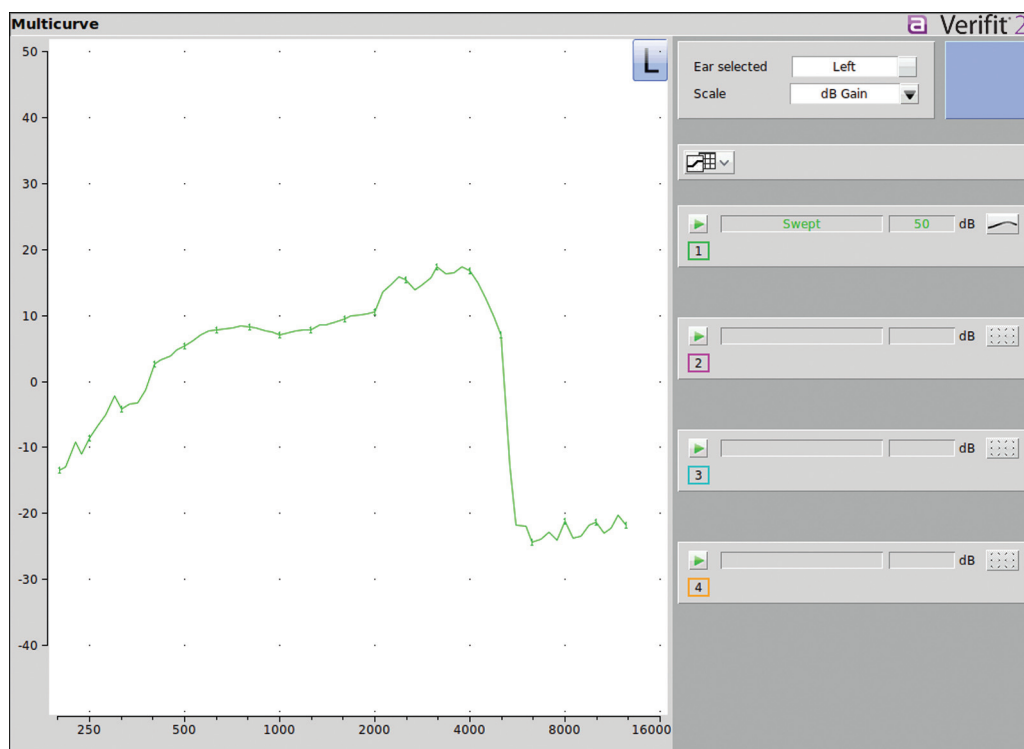 Multicurve
a Verifit® 2
L
50
40
30
20
10
0
-10
-20
-30
-40
250 500 1000 2000 4000 8000 16000
Ear selected Left
Scale dB Gain
Swept 50 dB
1
dB
2
dB
3
dB
4